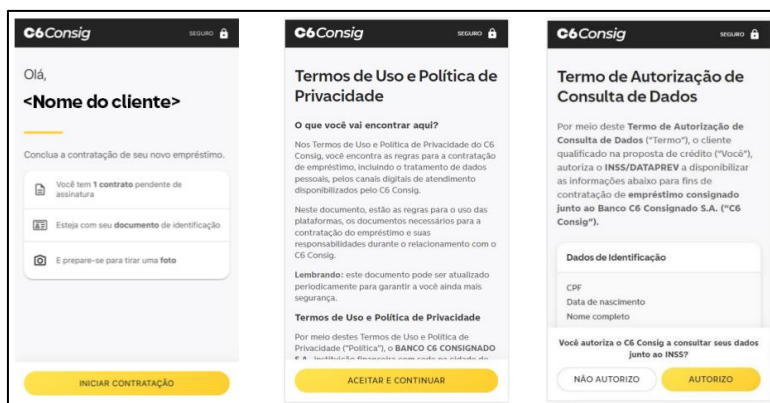 C6Consig
SEGURO
Olá,
<Nome do cliente>
Conclua a contratação de seu novo empréstimo.
Você tem 1 contrato pendente de
assinatura
Esteja com seu documento de identificação
E prepare-se para tirar uma foto
INICIAR CONTRATAÇÃO
C6Consig
SEGURO
Termos de Uso e Política de
Privacidade
O que você vai encontrar aqui?
Nos Termos de Uso e Política de Privacidade do C6
Consig, você encontra as regras para a contratação
de empréstimo, incluindo o tratamento de dados
pessoais, pelos canais digitais de atendimento
disponibilizados pelo C6 Consig.
Neste documento, estão as regras para o uso das
plataformas, os documentos necessários para a
contratação do empréstimo e suas
responsabilidades durante o relacionamento com o
C6 Consig.
Lembrando: este documento pode ser atualizado
periodicamente para garantir a você ainda mais
segurança.
Termos de Uso e Política de Privacidade
Por meio destes Termos de Uso e Política de
Privacidade ("Política"), o BANCO C6 CONSIGNADO
S.A., instituição financeira com sede na cidade de
ACEITAR E CONTINUAR
C6Consig
SEGURO
Termo de Autorização de
Consulta de Dados
Por meio deste Termo de Autorização de
Consulta de Dados ("Termo"), o cliente
qualificado na proposta de crédito ("Você"),
autoriza o INSS/DATAPREV a disponibilizar
as informações abaixo para fins de
contratação de empréstimo consignado
junto ao Banco C6 Consignado S.A. ("C6
Consig").
Dados de Identificação
CPF
Data de nascimento
Nome completo
Você autoriza o C6 Consig a consultar seus dados
junto ao INSS?
NÃO AUTORIZO
AUTORIZO